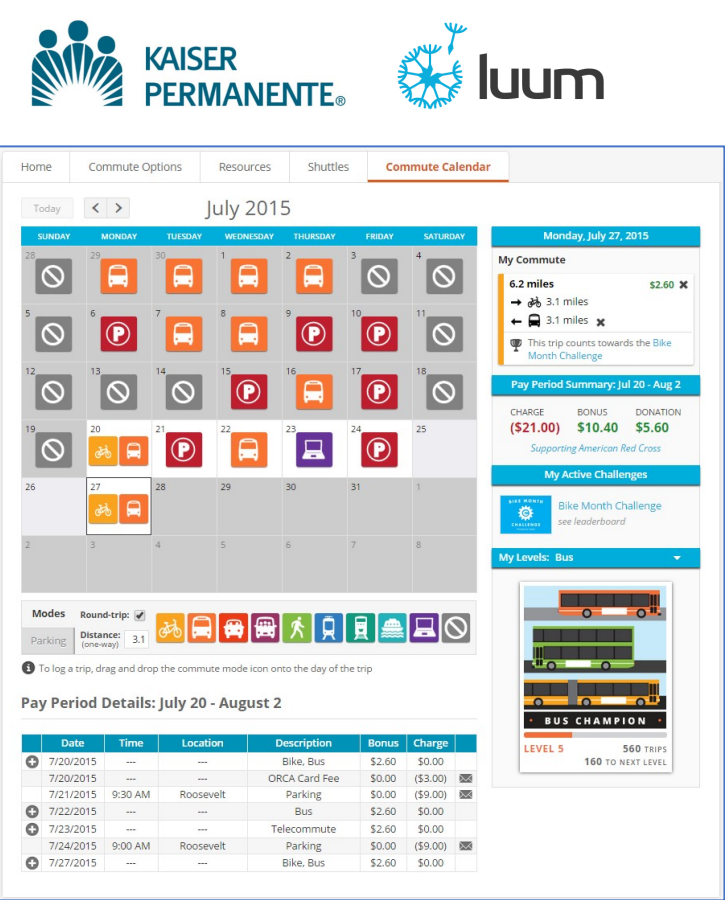 KAISER
PERMANENTE®
luum
Home Commute Options Resources Shuttles Commute Calendar
Today < > July 2015
SUNDAY MONDAY TUESDAY WEDNESDAY THURSDAY FRIDAY SATURDAY
28 29 30 1 2 3 4
5 6 7 8 9 10 11
P P P
12 13 14 15 16 17 18
P P
19 20 21 22 23 24 25
P P
26 27 28 29 30 31 1
2 3 4 5 6 7 8
Modes Round-trip:
Parking Distance: (one-way) 3.1
To log a trip, drag and drop the commute mode icon onto the day of the trip
Pay Period Details: July 20 - August 2
Date Time Location Description Bonus Charge
7/20/2015 --- --- Bike, Bus $2.60 $0.00
7/20/2015 --- --- ORCA Card Fee $0.00 ($3.00)
7/21/2015 9:30 AM Roosevelt Parking $0.00 ($9.00)
7/22/2015 --- --- Bus $2.60 $0.00
7/23/2015 --- --- Telecommute $2.60 $0.00
7/24/2015 9:00 AM Roosevelt Parking $0.00 ($9.00)
7/27/2015 --- --- Bike, Bus $2.60 $0.00
Monday, July 27, 2015
My Commute
6.2 miles $2.60
3.1 miles
3.1 miles
This trip counts towards the Bike
Month Challenge
Pay Period Summary: Jul 20 - Aug 2
CHARGE BONUS DONATION
($21.00) $10.40 $5.60
Supporting American Red Cross
My Active Challenges
BIKE MONTH
CHALLENGE
Bike Month Challenge
see leaderboard
My Levels: Bus
BUS CHAMPION
LEVEL 5 560 TRIPS
160 TO NEXT LEVEL